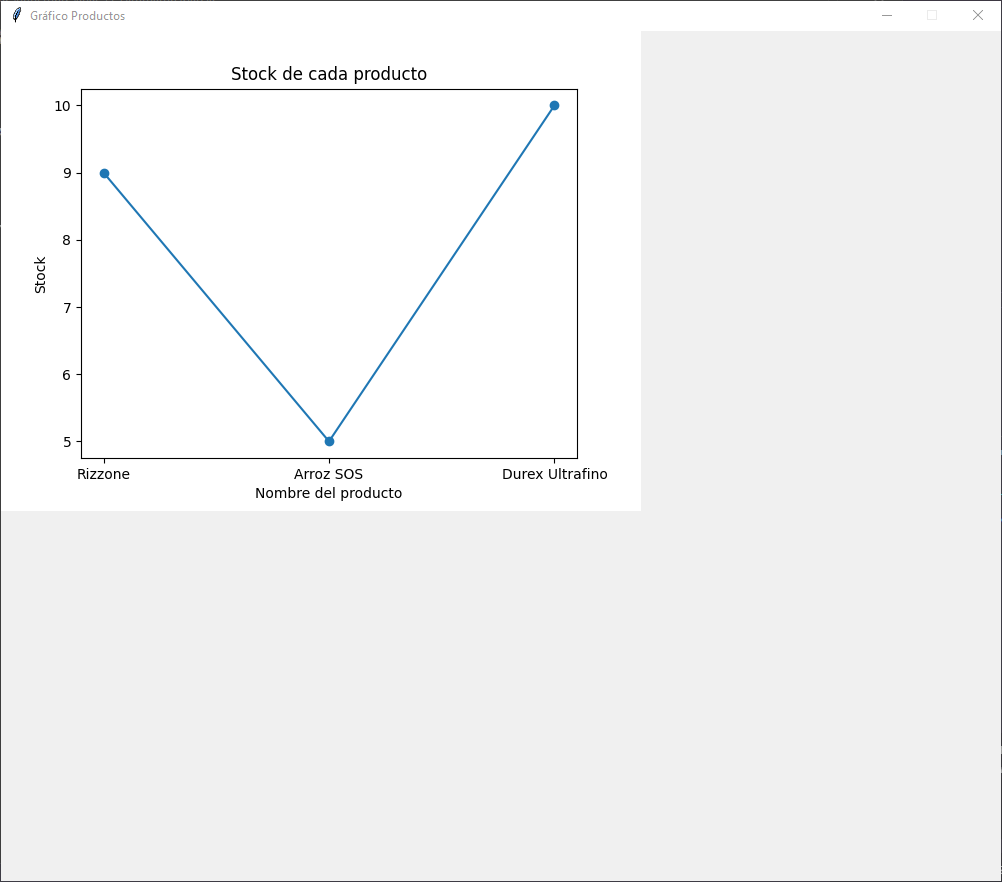 Gráfico Productos
Stock de cada producto
10
9
8
7
6
5
Stock
Rizzone Arroz SOS Durex Ultrafino
Nombre del producto